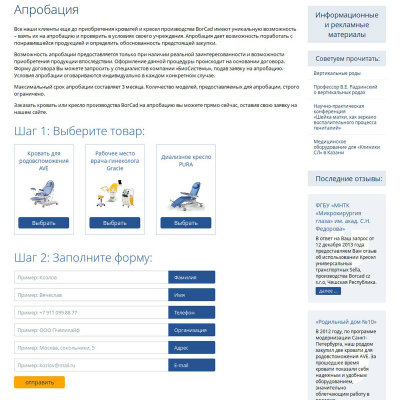 Апробация
Все наши клиенты еще до приобретения кроватей и кресел производства BorCad имеют уникальную возможность
– взять их на апробацию и проверить в условиях своего учреждения. Апробация дает возможность поработать с
понравившейся продукцией и определить обоснованность предстоящей закупки.
Возможность апробации предоставляется только при наличии реальной заинтересованности и возможности
приобретения продукции впоследствии. Оформление данной процедуры происходит на основании договора.
Форму договора Вы можете запросить у специалистов компании «БиоСистемы», подав заявку на апробацию.
Условия апробации оговариваются индивидуально в каждом конкретном случае.
Максимальный срок апробации составляет 3 месяца. Количество моделей, предоставляемых для апробации, строго
ограничено.
Заказать кровать или кресло производства BorCad на апробацию вы можете прямо сейчас, оставив свою заявку на
нашем сайте.
Шаг 1: Выберите товар:
Кровать для
родовспоможения
AVE
Выбрать
Рабочее место
врача-гинеколога
Gracie
Выбрать
Диализное кресло
PURA
Выбрать
Шаг 2: Заполните форму:
Пример: Козлов
Фамилия
Пример: Вячеслав
Имя
Пример: +7 911 099 88 77
Телефон
Пример: ООО Пчелилайф
Организация
Пример: Москва, сокольники, 5
Адрес
Пример: kozlov@mail.ru
E-mail
отправить
Информационные
и рекламные
материалы
Советуем прочитать:
Вертикальные роды
Профессор В.Е. Радзинский
о вертикальных родах
Научно-практическая
конференция
«Шейка матки, как зеркало
воспалительного процесса
гениталий»
Медицинское
оборудование для «Клиники
СЛ» в Казани
Последние отзывы:
ФГБУ «МНТК
«Микрохирургия
глаза» им. акад. С.Н.
Федорова»
В ответ на Ваш запрос от
12 декабря 2013 года
предоставляем Вам отзыв
об использовании Кресел
универсальных
транспортных Sella,
производства Borcad cz
s.r.o, Чешская Республика.
далее ...
«Родильный дом №10»
В 2012 году, по программе
модернизации Санкт-
Петербурга, наш роддом
закупил две кровати для
родовспоможения AVE. За
прошедшее время
кровати показали себя
надежным и удобным
оборудованием,
значительно
облегчающим работу в